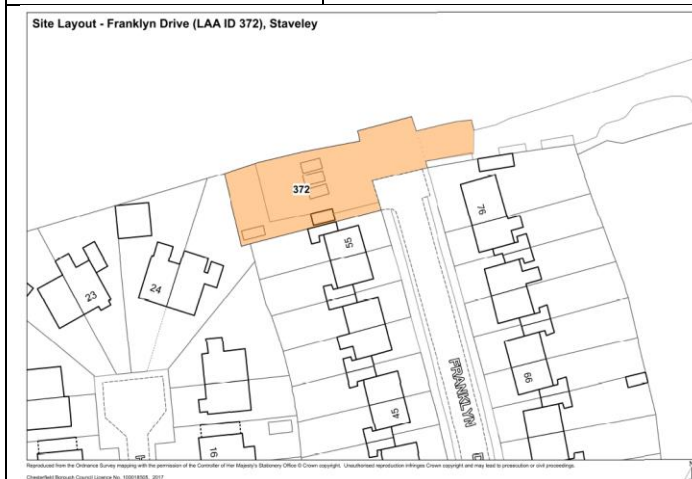 Site Layout - Franklyn Drive (LAA ID 372), Staveley
372
76
55
23
24
66
FRANKLYN
45
16
Reproduced from the Ordnance Survey mapping with the permission of the Controller of Her Majesty's Stationery Office © Crown copyright. Unauthorised reproduction infringes Crown copyright and may lead to prosecution or civil proceedings.
Chesterfield Borough Council Licence No. 100018505, 2017